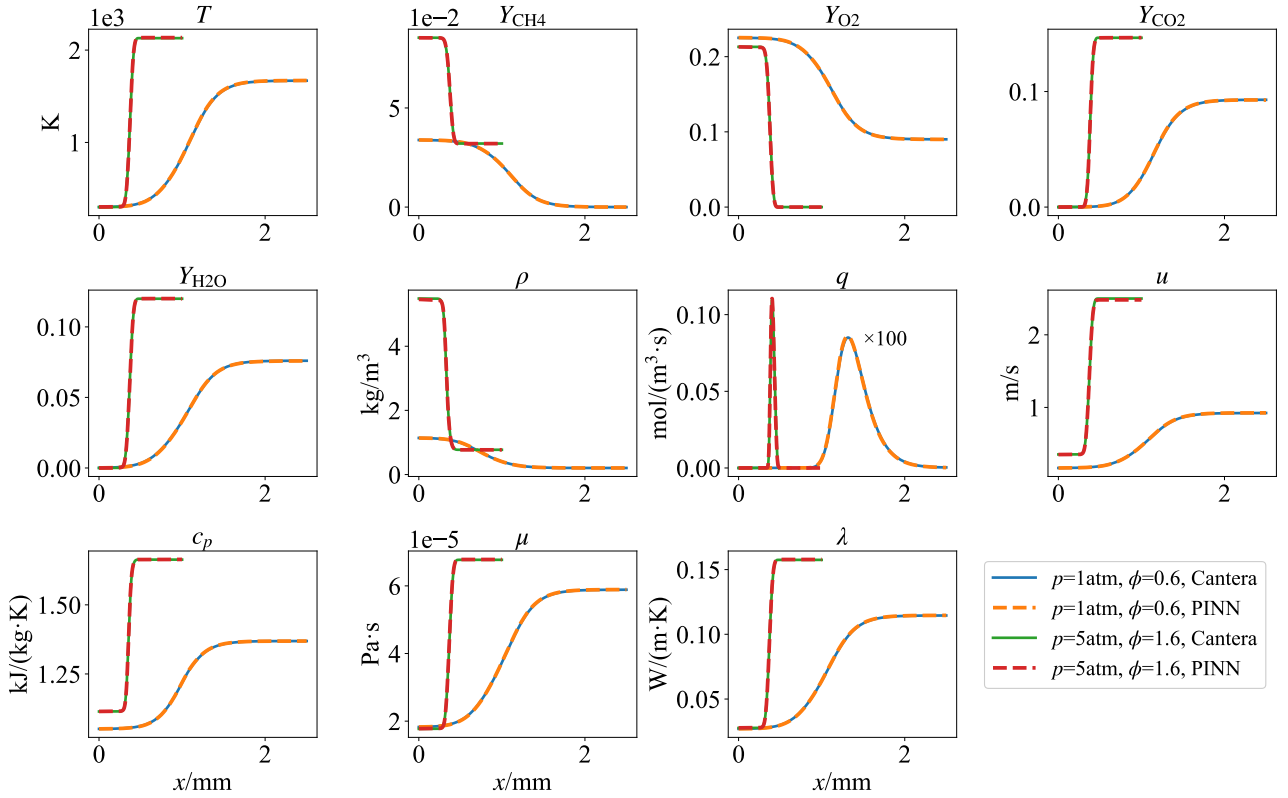 1e3
T
K
2
1
0
2
1e−2
Y_CH4
5
0
0
2
Y_O2
0.2
0.1
0.0
0
2
Y_CO2
0.1
0.0
0
2
Y_H2O
0.10
0.05
0.00
0
2
ρ
kg/m³
4
2
0
0
2
q
mol/(m³·s)
0.10
0.05
0.00
×100
0
2
u
m/s
2
1
0
2
c_p
kJ/(kg·K)
1.50
1.25
0
2
x/mm
1e−5
μ
Pa·s
6
4
2
0
2
x/mm
λ
W/(m·K)
0.15
0.10
0.05
0
2
x/mm
p=1atm, ϕ=0.6, Cantera
p=1atm, ϕ=0.6, PINN
p=5atm, ϕ=1.6, Cantera
p=5atm, ϕ=1.6, PINN